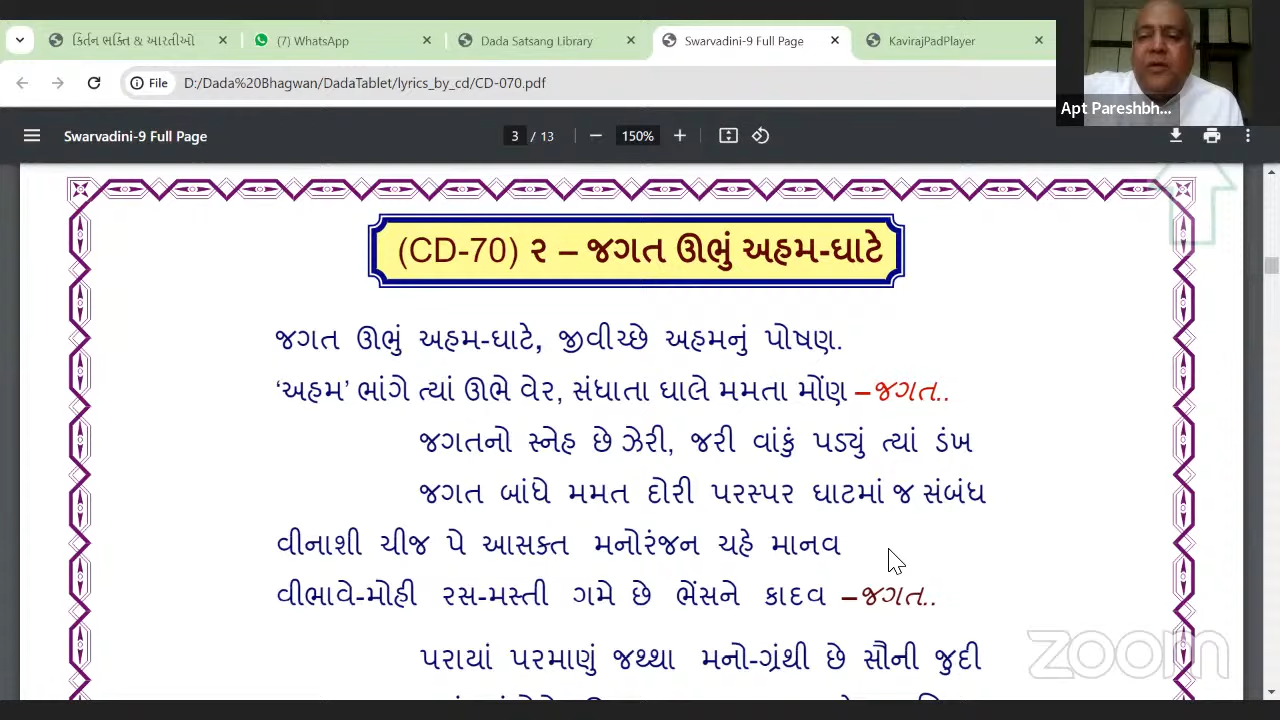 કિર્તન ભક્તિ & આરતીઓ
(7) WhatsApp
Dada Satsang Library
Swarvadini-9 Full Page
KavirajPadPlayer
File D:/Dada%20Bhagwan/DadaTablet/lyrics_by_cd/CD-070.pdf
Apt Pareshbh...
Swarvadini-9 Full Page
3 / 13
150%
(CD-70) ૨ – જગત ઊભું અહમ-ઘાટે
જગત ઊભું અહમ-ઘાટે, જીવીચ્છે અહમનું પોષણ.
‘અહમ’ ભાંગે ત્યાં ઊભે વેર, સંધાતા ઘાલે મમતા મોંણ –જગત..
જગતનો સ્નેહ છે ઝેરી, જરી વાંકું પડ્યું ત્યાં ડંખ
જગત બાંધે મમત દોરી પરસ્પર ઘાટમાં જ સંબંધ
વીનાશી ચીજ પે આસક્ત મનોરંજન ચહે માનવ
વીભાવે-મોહી રસ-મસ્તી ગમે છે ભેંસને કાદવ –જગત..
પરાયાં પરમાણું જથ્થા મનો-ગ્રંથી છે સૌની જુદી
zoom